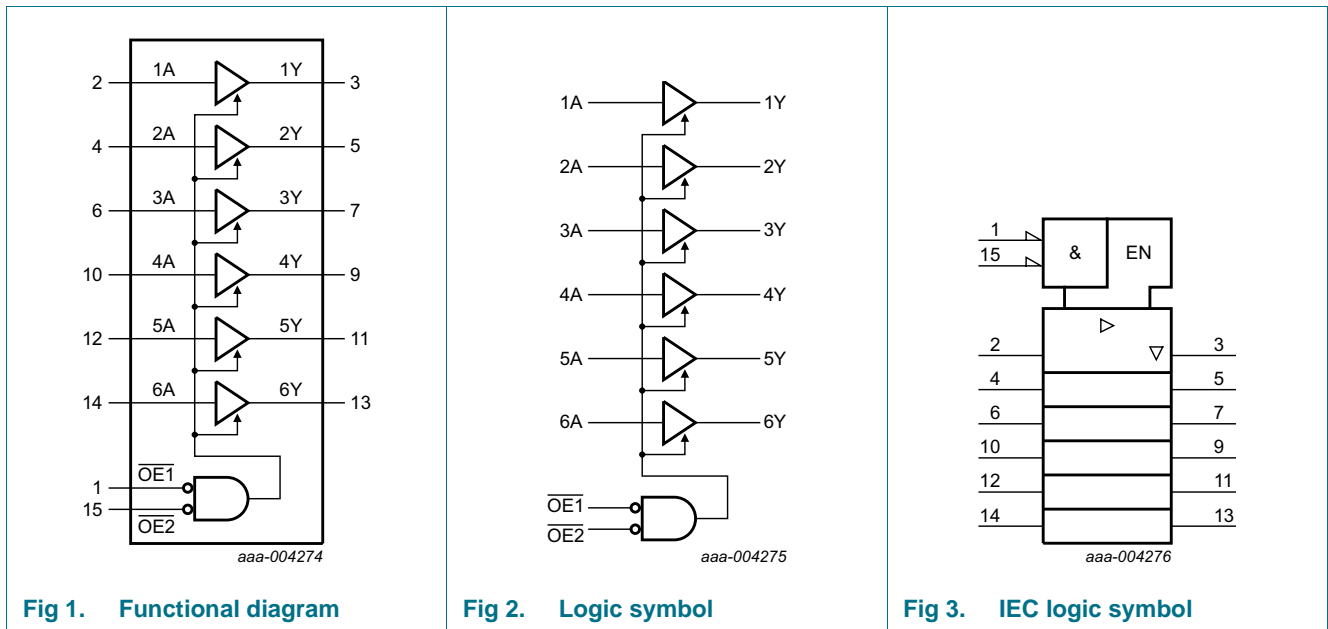 2 1A 1Y 3
4 2A 2Y 5
6 3A 3Y 7
10 4A 4Y 9
12 5A 5Y 11
14 6A 6Y 13
1 OE1
15 OE2
aaa-004274
Fig 1. Functional diagram
1A 1Y
2A 2Y
3A 3Y
4A 4Y
5A 5Y
6A 6Y
OE1
OE2
aaa-004275
Fig 2. Logic symbol
1
15
& EN
2 3
4 5
6 7
10 9
12 11
14 13
aaa-004276
Fig 3. IEC logic symbol